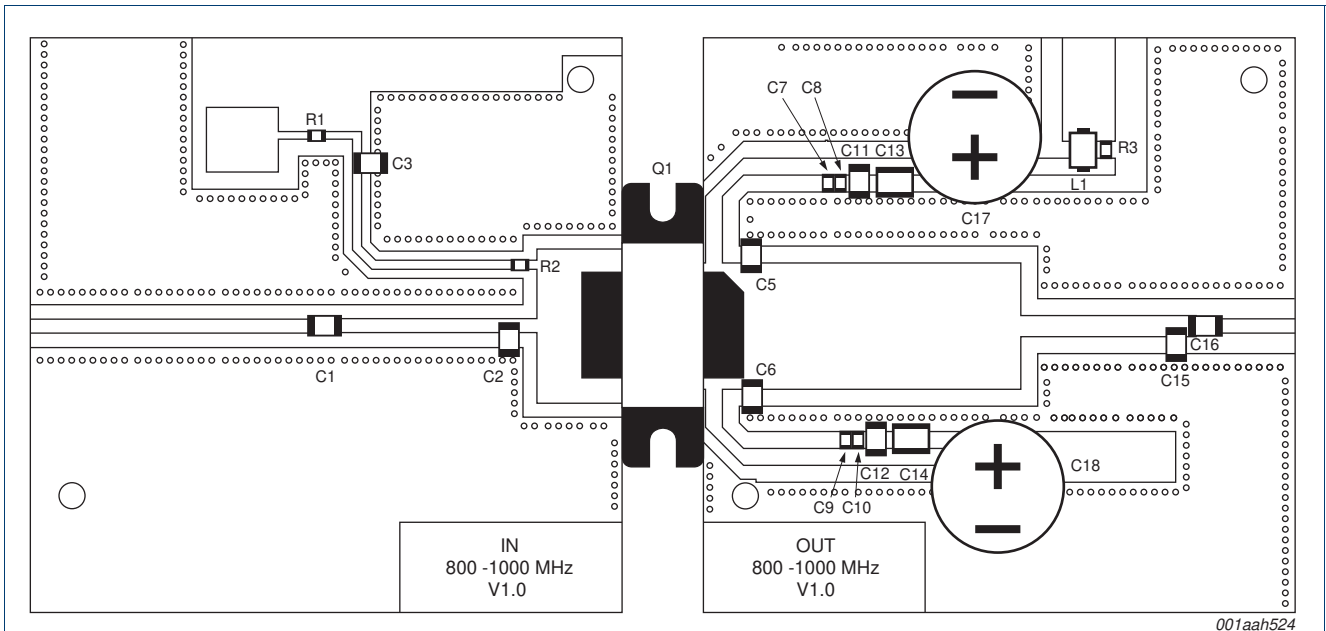 R1
C3
R2
C1
C2
Q1
C7 C8
C11 C13
R3
L1
C17
C5
C6
C16
C15
C12 C14
C18
C9 C10
IN
800 -1000 MHz
V1.0
OUT
800 -1000 MHz
V1.0
001aah524